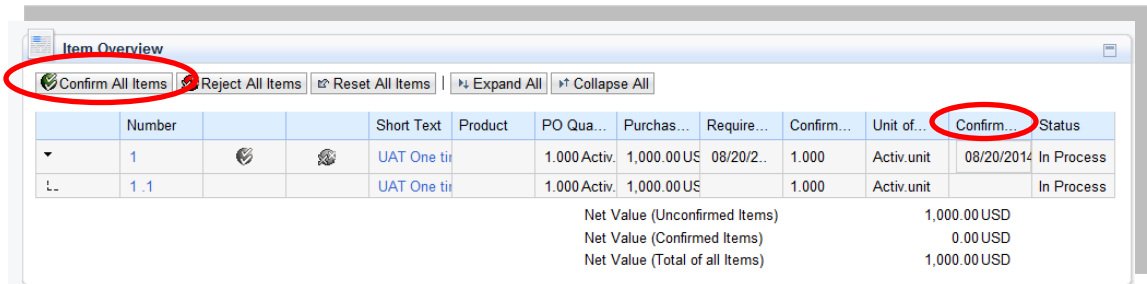 Item Overview
Confirm All Items Reject All Items Reset All Items Expand All Collapse All
Number Short Text Product PO Qua... Purchas... Require... Confirm... Unit of... Confirm... Status
1 UAT One tir 1.000 Activ. 1,000.00 US 08/20/2.. 1.000 Activ.unit 08/20/2014 In Process
1 .1 UAT One tir 1.000 Activ. 1,000.00 US 1.000 Activ.unit In Process
Net Value (Unconfirmed Items) 1,000.00 USD
Net Value (Confirmed Items) 0.00 USD
Net Value (Total of all Items) 1,000.00 USD